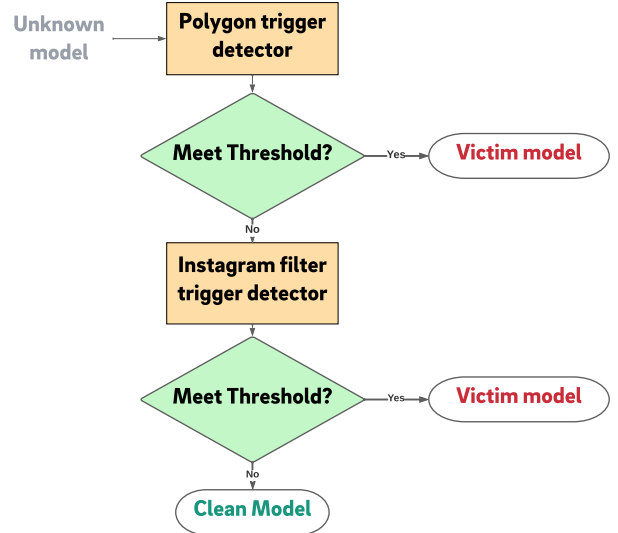 Unknown
model
Polygon trigger
detector
Meet Threshold?
Yes
Victim model
No
Instagram filter
trigger detector
Meet Threshold?
Yes
Victim model
No
Clean Model